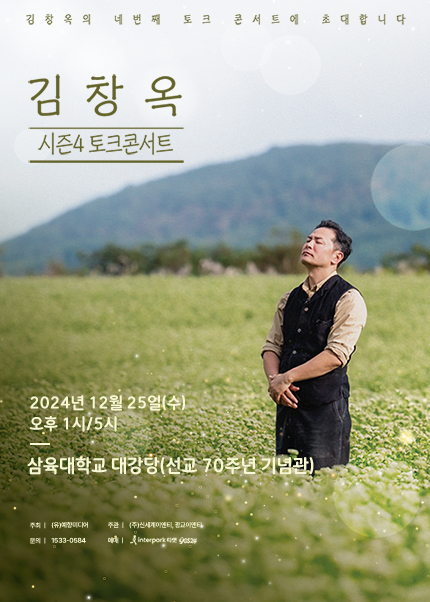 김창옥의 네번째 토크 콘서트에 초대합니다
김창옥
시즌4 토크콘서트
2024년 12월 25일(수)
오후 1시/5시
삼육대학교 대강당(선교 70주년 기념관)
주최 | (유)예향미디어 주관 | (주)신세계이엔티, 광교이엔티
문의 | 1533-0584 예매 | interpark 티켓 yes24